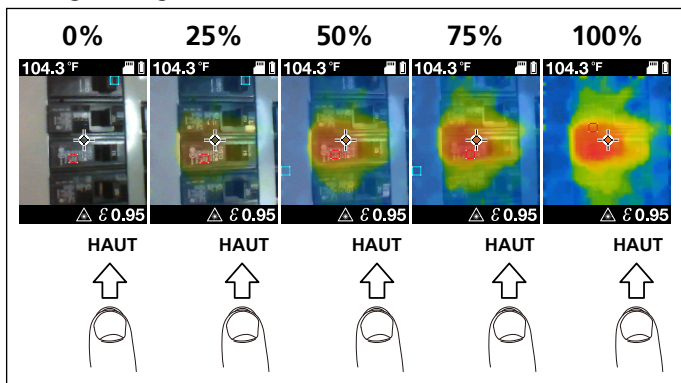 0% 25% 50% 75% 100%
104.3 °F 104.3 °F 104.3 °F 104.3 °F 104.3 °F
ε 0.95 ε 0.95 ε 0.95 ε 0.95 ε 0.95
HAUT HAUT HAUT HAUT HAUT